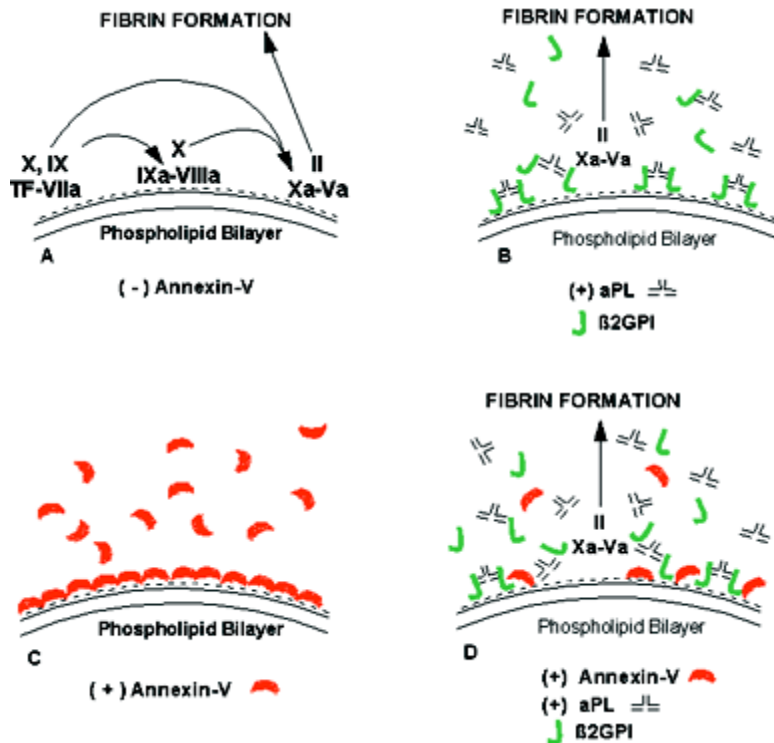 FIBRIN FORMATION
X, IX
TF-VIIa
X
IXa-VIIIa
II
Xa-Va
Phospholipid Bilayer
A
( - ) Annexin-V
FIBRIN FORMATION
II
Xa-Va
Phospholipid Bilayer
B
(+) aPL
ß2GPI
Phospholipid Bilayer
C
( + ) Annexin-V
FIBRIN FORMATION
II
Xa-Va
Phospholipid Bilayer
D
(+) Annexin-V
(+) aPL
ß2GPI